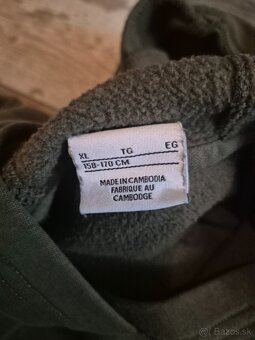 XL TG EG
158-170 CM
MADE IN CAMBODIA
FABRIQUE AU
CAMBODGE
© Bazos.sk